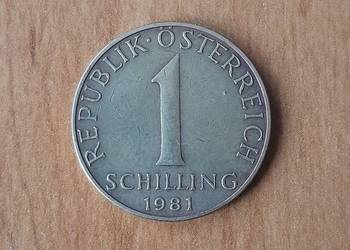 REPUBLIK·ÖSTERREICH
1
SCHILLING
1981